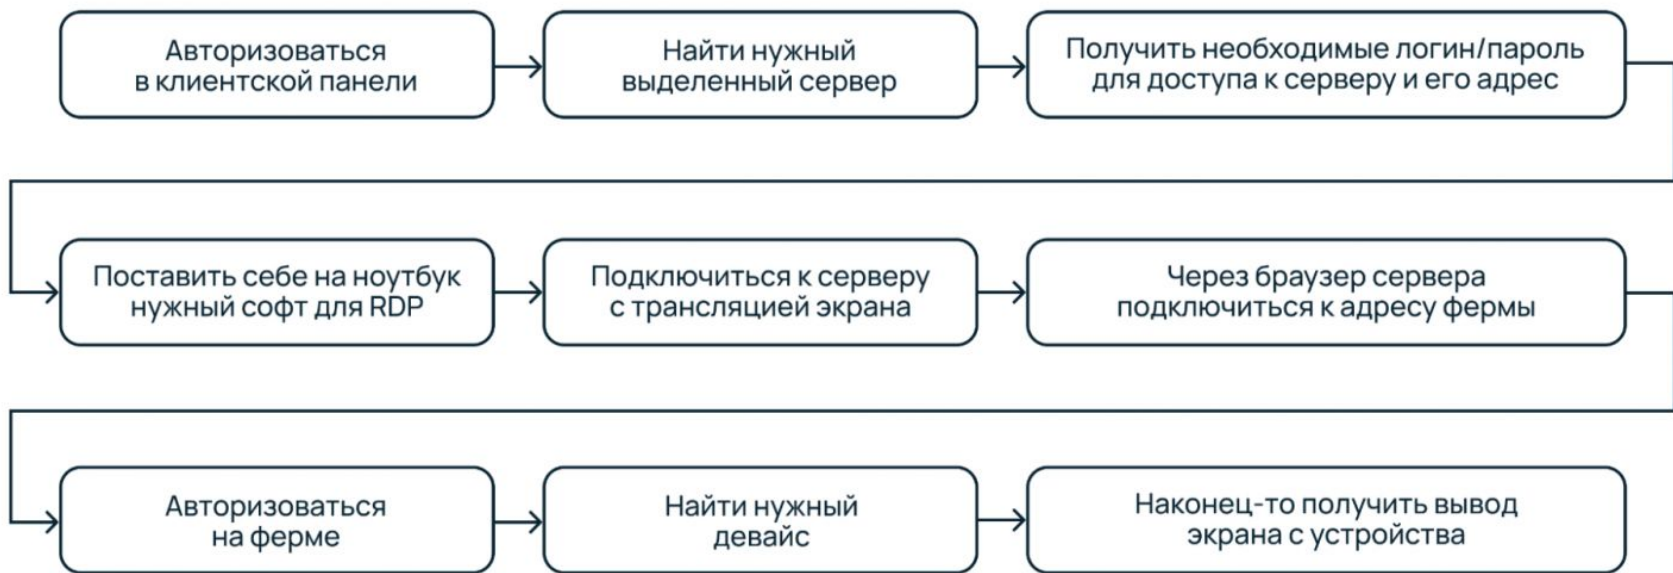 Авторизоваться
в клиентской панели
Найти нужный
выделенный сервер
Получить необходимые логин/пароль
для доступа к серверу и его адрес
Поставить себе на ноутбук
нужный софт для RDP
Подключиться к серверу
с трансляцией экрана
Через браузер сервера
подключиться к адресу фермы
Авторизоваться
на ферме
Найти нужный
девайс
Наконец-то получить вывод
экрана с устройства